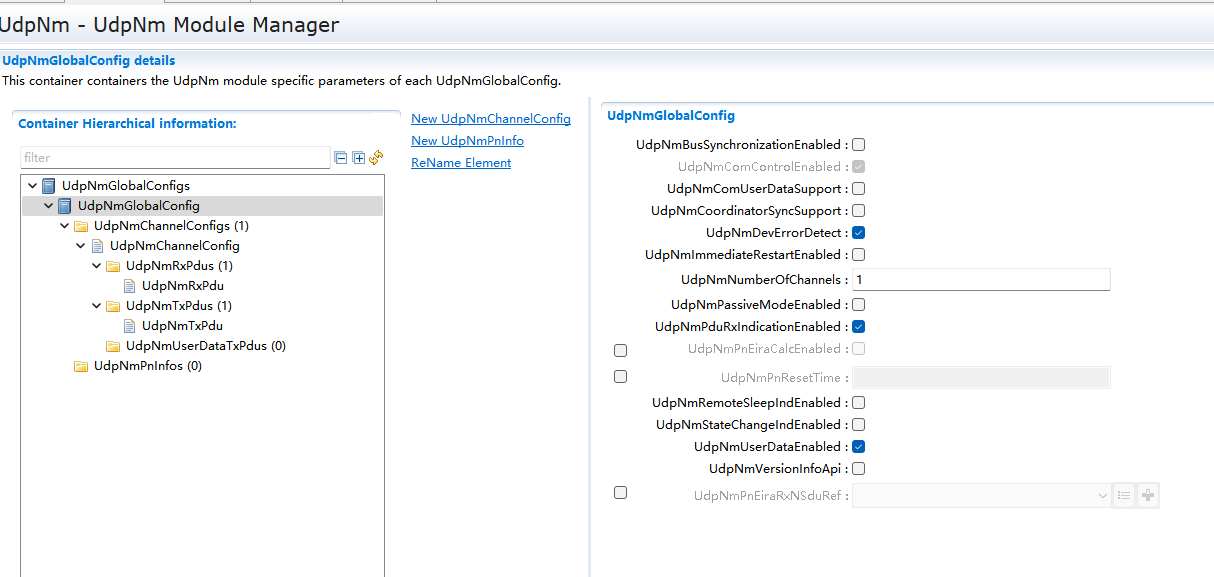 UdpNm - UdpNm Module Manager
UdpNmGlobalConfig details
This container containers the UdpNm module specific parameters of each UdpNmGlobalConfig.
Container Hierarchical information:
filter
UdpNmGlobalConfigs
UdpNmGlobalConfig
UdpNmChannelConfigs (1)
UdpNmChannelConfig
UdpNmRxPdus (1)
UdpNmRxPdu
UdpNmTxPdus (1)
UdpNmTxPdu
UdpNmUserDataTxPdus (0)
UdpNmPnInfos (0)
New UdpNmChannelConfig
New UdpNmPnInfo
ReName Element
UdpNmGlobalConfig
UdpNmBusSynchronizationEnabled :
UdpNmComControlEnabled :
UdpNmComUserDataSupport :
UdpNmCoordinatorSyncSupport :
UdpNmDevErrorDetect :
UdpNmImmediateRestartEnabled :
UdpNmNumberOfChannels : 1
UdpNmPassiveModeEnabled :
UdpNmPduRxIndicationEnabled :
UdpNmPnEiraCalcEnabled :
UdpNmPnResetTime :
UdpNmRemoteSleepIndEnabled :
UdpNmStateChangeIndEnabled :
UdpNmUserDataEnabled :
UdpNmVersionInfoApi :
UdpNmPnEiraRxNSduRef :